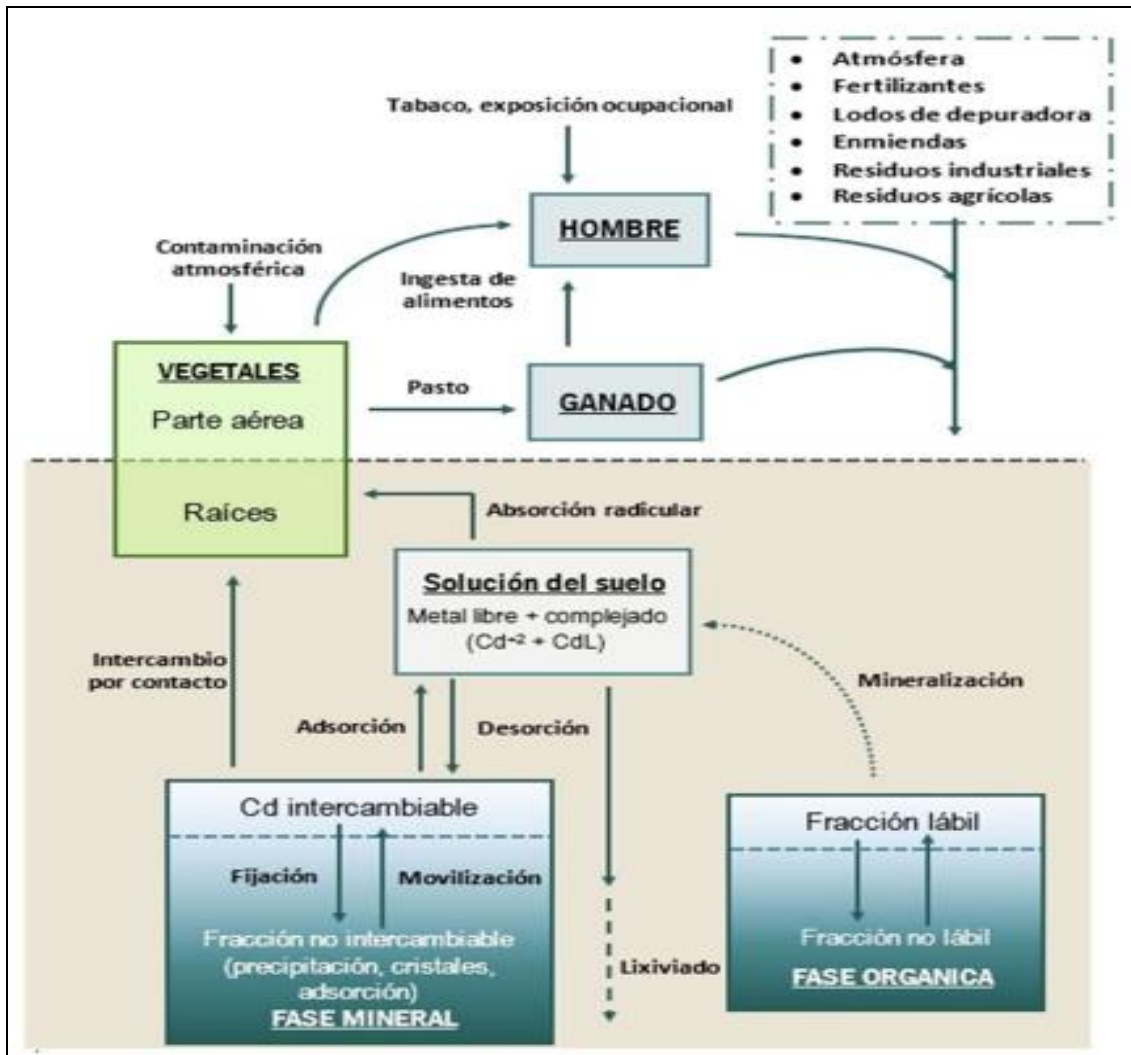 • Atmósfera
• Fertilizantes
• Lodos de depuradora
• Enmiendas
• Residuos industriales
• Residuos agrícolas
Tabaco, exposición ocupacional
HOMBRE
Contaminación
atmosférica
Ingesta de
alimentos
VEGETALES
Parte aérea
Pasto
GANADO
Raíces
Absorción radicular
Solución del suelo
Metal libre + complejado
(Cd+2 + CdL)
Intercambio
por contacto
Mineralización
Adsorción
Desorción
Cd intercambiable
Fijación
Movilización
Fracción no intercambiable
(precipitación, cristales,
adsorción)
FASE MINERAL
Lixiviado
Fracción lábil
Fracción no lábil
FASE ORGANICA